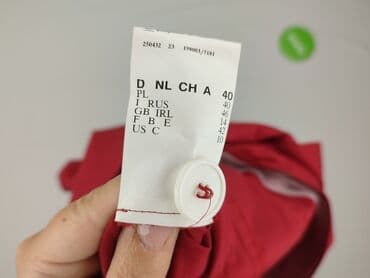 250432 23 199003/7181
D NL CH A 40
PL 40
I RUS 46
GB IRL 14
F B E 42
US C 10